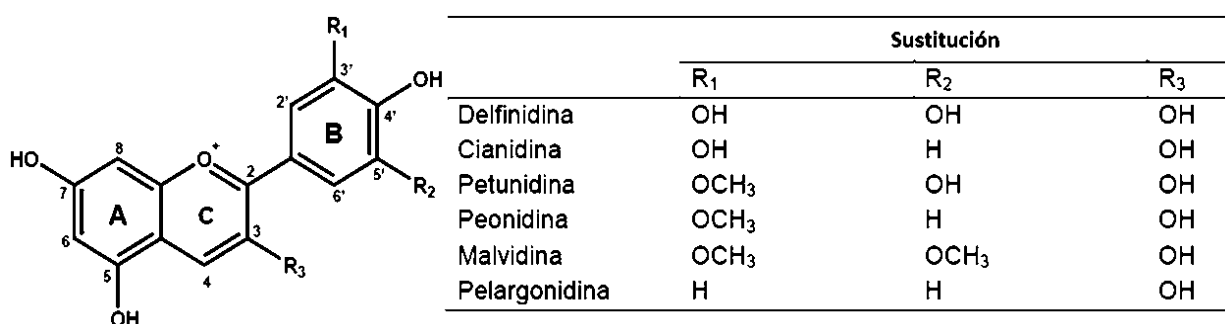 R₁
3'
OH
2'
4'
B
HO
8
O⁺
2
5'
7
R₂
6'
A
C
6
3
5
4
R₃
OH
Sustitución
R₁ R₂ R₃
Delfinidina OH OH OH
Cianidina OH H OH
Petunidina OCH₃ OH OH
Peonidina OCH₃ H OH
Malvidina OCH₃ OCH₃ OH
Pelargonidina H H OH